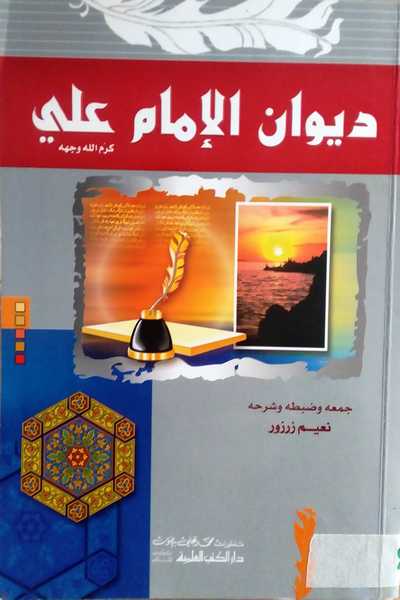 ديوان الإمام علي
كرم الله وجهه
جمعه وضبطه وشرحه
نعيم زرزور
دار الكتب العلمية